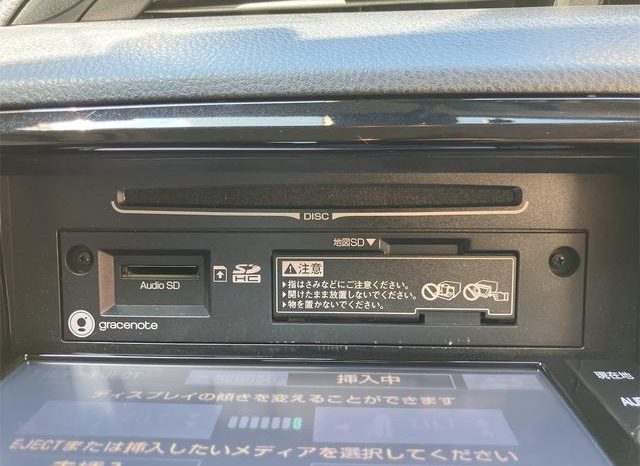 DISC
地図SD▼
⚠注意
▶指はさみなどにご注意ください。
▶開けたまま放置しないでください。
▶物を置かないでください。
Audio SD
SD HC
gracenote
挿入中
ディスプレイの傾きを変えることができます
EJECTまたは挿入したいメディアを選択してください
現在地